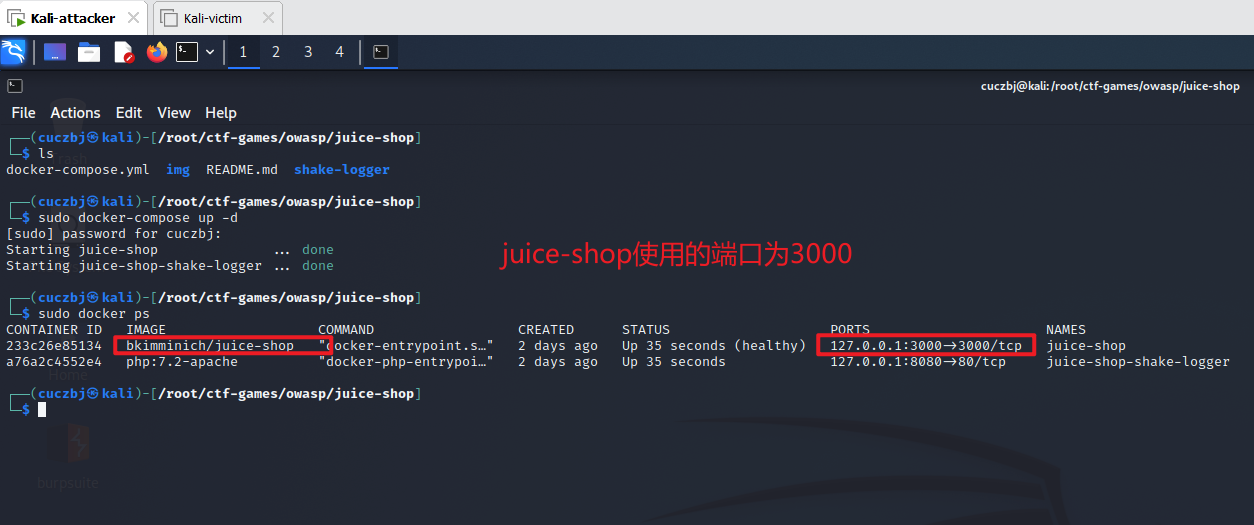 Kali-attacker
Kali-victim
1 2 3 4
cuczbj@kali:/root/ctf-games/owasp/juice-shop
File Actions Edit View Help
┌──(cuczbj㉿kali)-[/root/ctf-games/owasp/juice-shop]
└─$ ls
docker-compose.yml img README.md shake-logger
┌──(cuczbj㉿kali)-[/root/ctf-games/owasp/juice-shop]
└─$ sudo docker-compose up -d
[sudo] password for cuczbj:
Starting juice-shop ... done
Starting juice-shop-shake-logger ... done
juice-shop使用的端口为3000
┌──(cuczbj㉿kali)-[/root/ctf-games/owasp/juice-shop]
└─$ sudo docker ps
CONTAINER ID IMAGE COMMAND CREATED STATUS PORTS NAMES
233c26e85134 bkimminich/juice-shop "docker-entrypoint.s…" 2 days ago Up 35 seconds (healthy) 127.0.0.1:3000→3000/tcp juice-shop
a76a2c4552e4 php:7.2-apache "docker-php-entrypoi…" 2 days ago Up 35 seconds 127.0.0.1:8080→80/tcp juice-shop-shake-logger
Home
┌──(cuczbj㉿kali)-[/root/ctf-games/owasp/juice-shop]
└─$
burpsuite